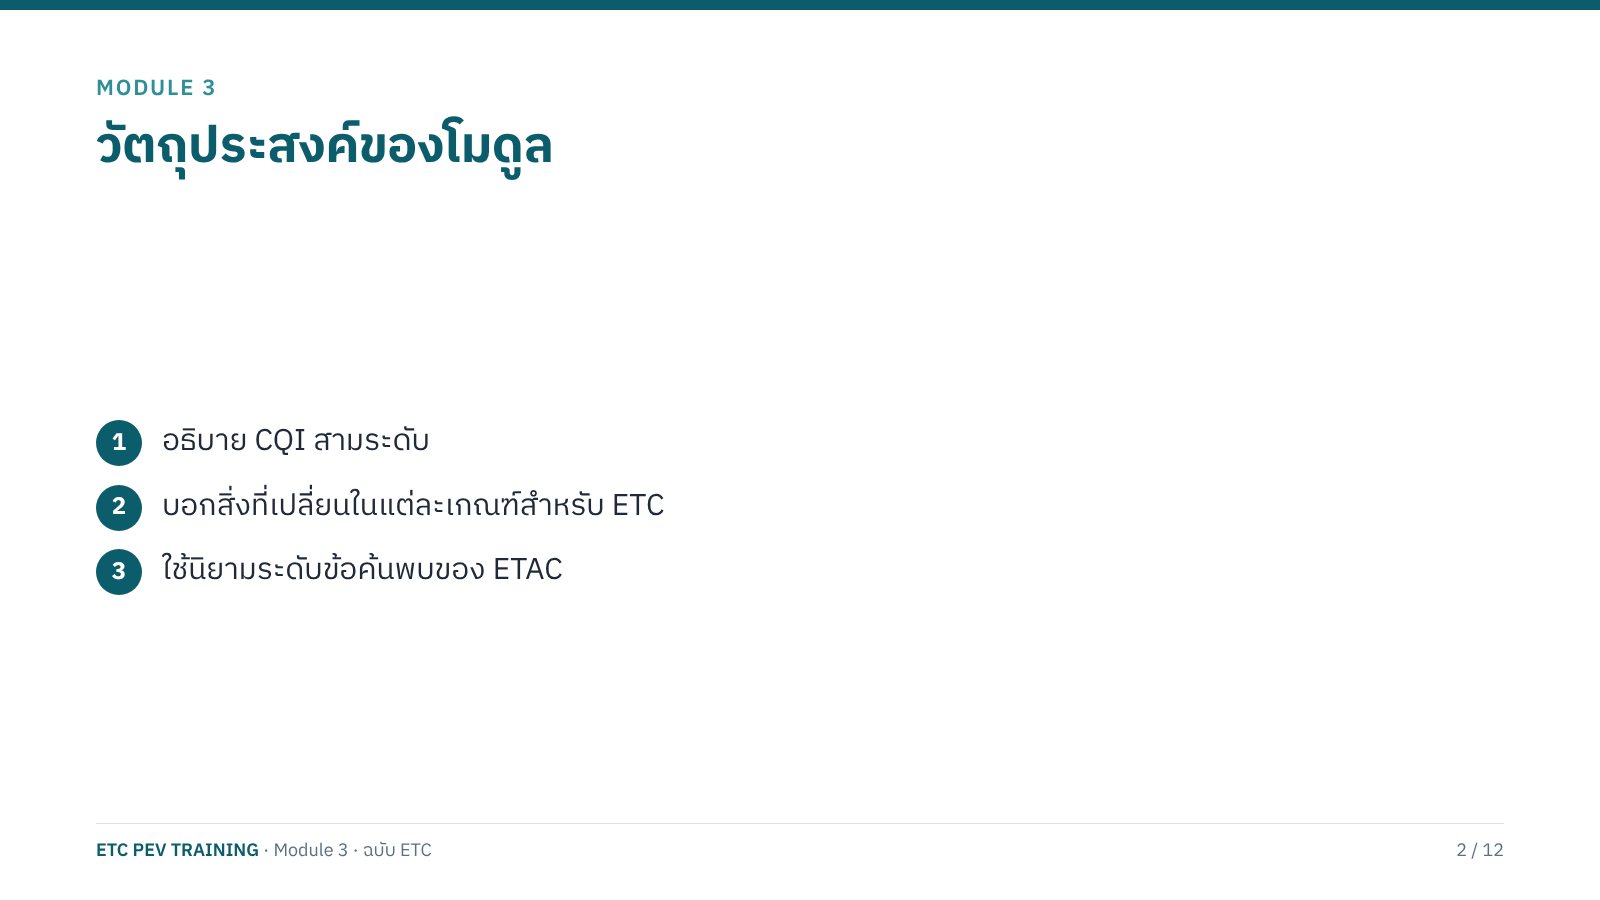 MODULE 3
วัตถุประสงค์ของโมดูล
1 อธิบาย CQI สามระดับ
2 บอกสิ่งที่เปลี่ยนในแต่ละเกณฑ์สำหรับ ETC
3 ใช้นิยามระดับข้อค้นพบของ ETAC
ETC PEV TRAINING · Module 3 · ฉบับ ETC
2 / 12